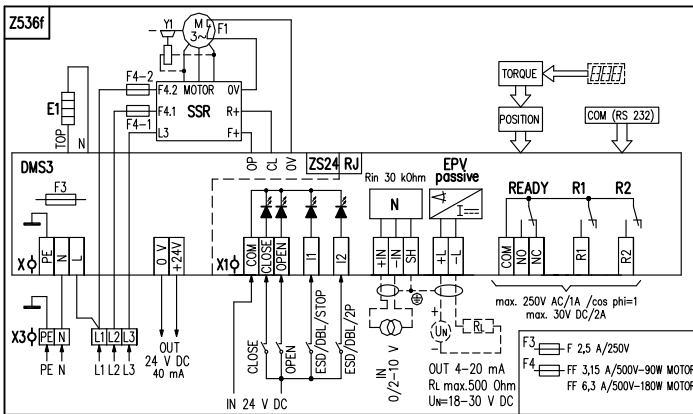 Z536f
Y1
M
3~
F1
F4-2
F4.2
MOTOR
0V
F4.1
SSR
R+
F4-1
L3
F+
E1
TOP
N
TORQUE
POSITION
COM (RS 232)
OP
CL
0V
DMS3
ZS24
RJ
Rin 30 kOhm
EPV
passive
F3
N
I
READY
R1
R2
X
PE
N
L
0 V
+24V
X1
COM
CLOSE
OPEN
I1
I2
+IN
-IN
SH
+L
-L
COM
NO
NC
R1
R2
max. 250V AC/1A /cos phi=1
max. 30V DC/2A
X3
PE
N
L1
L2
L3
PE N
L1 L2 L3
OUT
24 V DC
40 mA
CLOSE
OPEN
ESD/DBL/STOP
ESD/DBL/2P
IN 24 V DC
IN
0/2-10 V
+
UN
-
RL
OUT 4-20 mA
RL max.500 Ohm
UN=18-30 V DC
F3
F 2,5 A/250V
F4
FF 3,15 A/500V-90W MOTOR
FF 6,3 A/500V-180W MOTOR